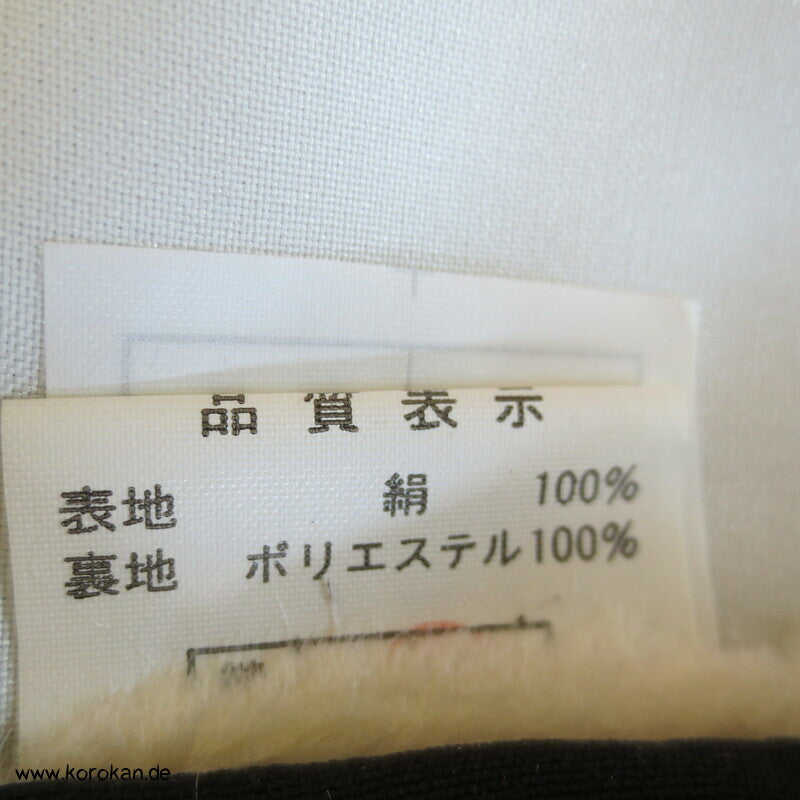 品質表示
表地 絹 100%
裏地 ポリエステル100%
www.korokan.de